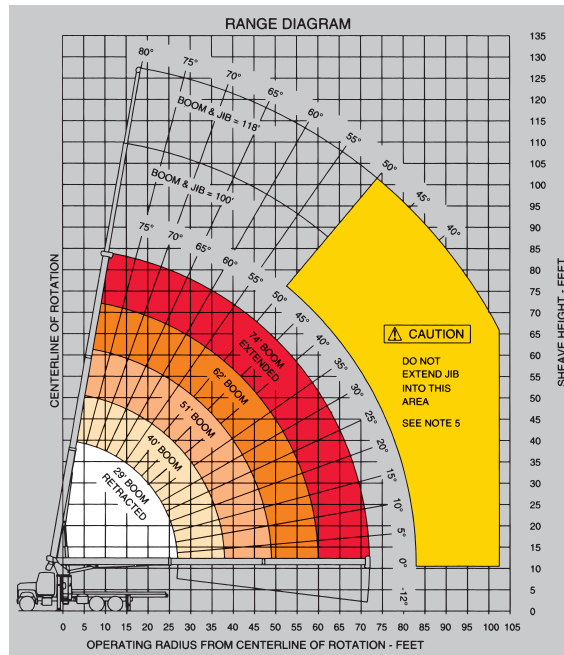 RANGE DIAGRAM
135
130
125
120
115
110
105
100
95
90
85
80
75
70
65
60
55
50
45
40
35
30
25
20
15
10
5
0
SHEAVE HEIGHT - FEET
CENTERLINE OF ROTATION
80°
75°
70°
65°
60°
55°
50°
45°
40°
BOOM & JIB = 118'
BOOM & JIB = 100'
75°
70°
65°
60°
55°
50°
45°
40°
35°
30°
25°
20°
15°
10°
5°
0°
-12°
74' BOOM
EXTENDED
62' BOOM
51' BOOM
40' BOOM
29' BOOM
RETRACTED
CAUTION
DO NOT
EXTEND JIB
INTO THIS
AREA
SEE NOTE 5
0 5 10 15 20 25 30 35 40 45 50 55 60 65 70 75 80 85 90 95 100 105
OPERATING RADIUS FROM CENTERLINE OF ROTATION - FEET